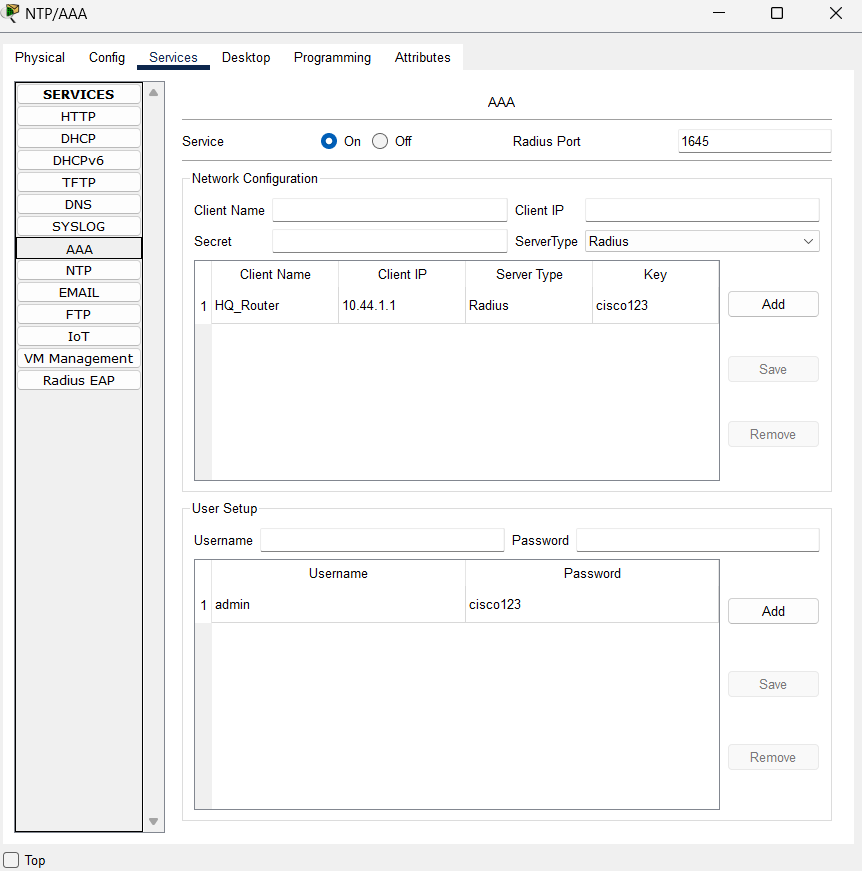 NTP/AAA
Physical Config Services Desktop Programming Attributes
SERVICES
HTTP
DHCP
DHCPv6
TFTP
DNS
SYSLOG
AAA
NTP
EMAIL
FTP
IoT
VM Management
Radius EAP
AAA
Service On Off Radius Port 1645
Network Configuration
Client Name Client IP
Secret ServerType Radius
Client Name Client IP Server Type Key
1 HQ_Router 10.44.1.1 Radius cisco123
Add
Save
Remove
User Setup
Username Password
Username Password
1 admin cisco123
Add
Save
Remove
Top